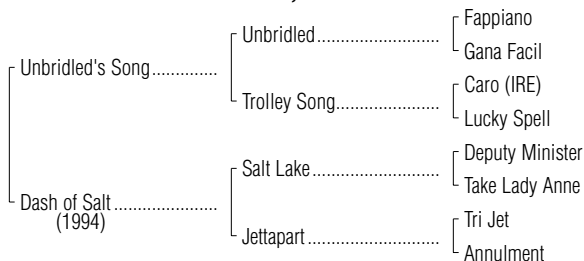 Fappiano
Unbridled
Gana Facil
Unbridled's Song
Caro (IRE)
Trolley Song
Lucky Spell
Deputy Minister
Salt Lake
Take Lady Anne
Dash of Salt
(1994)
Tri Jet
Jettapart
Annulment